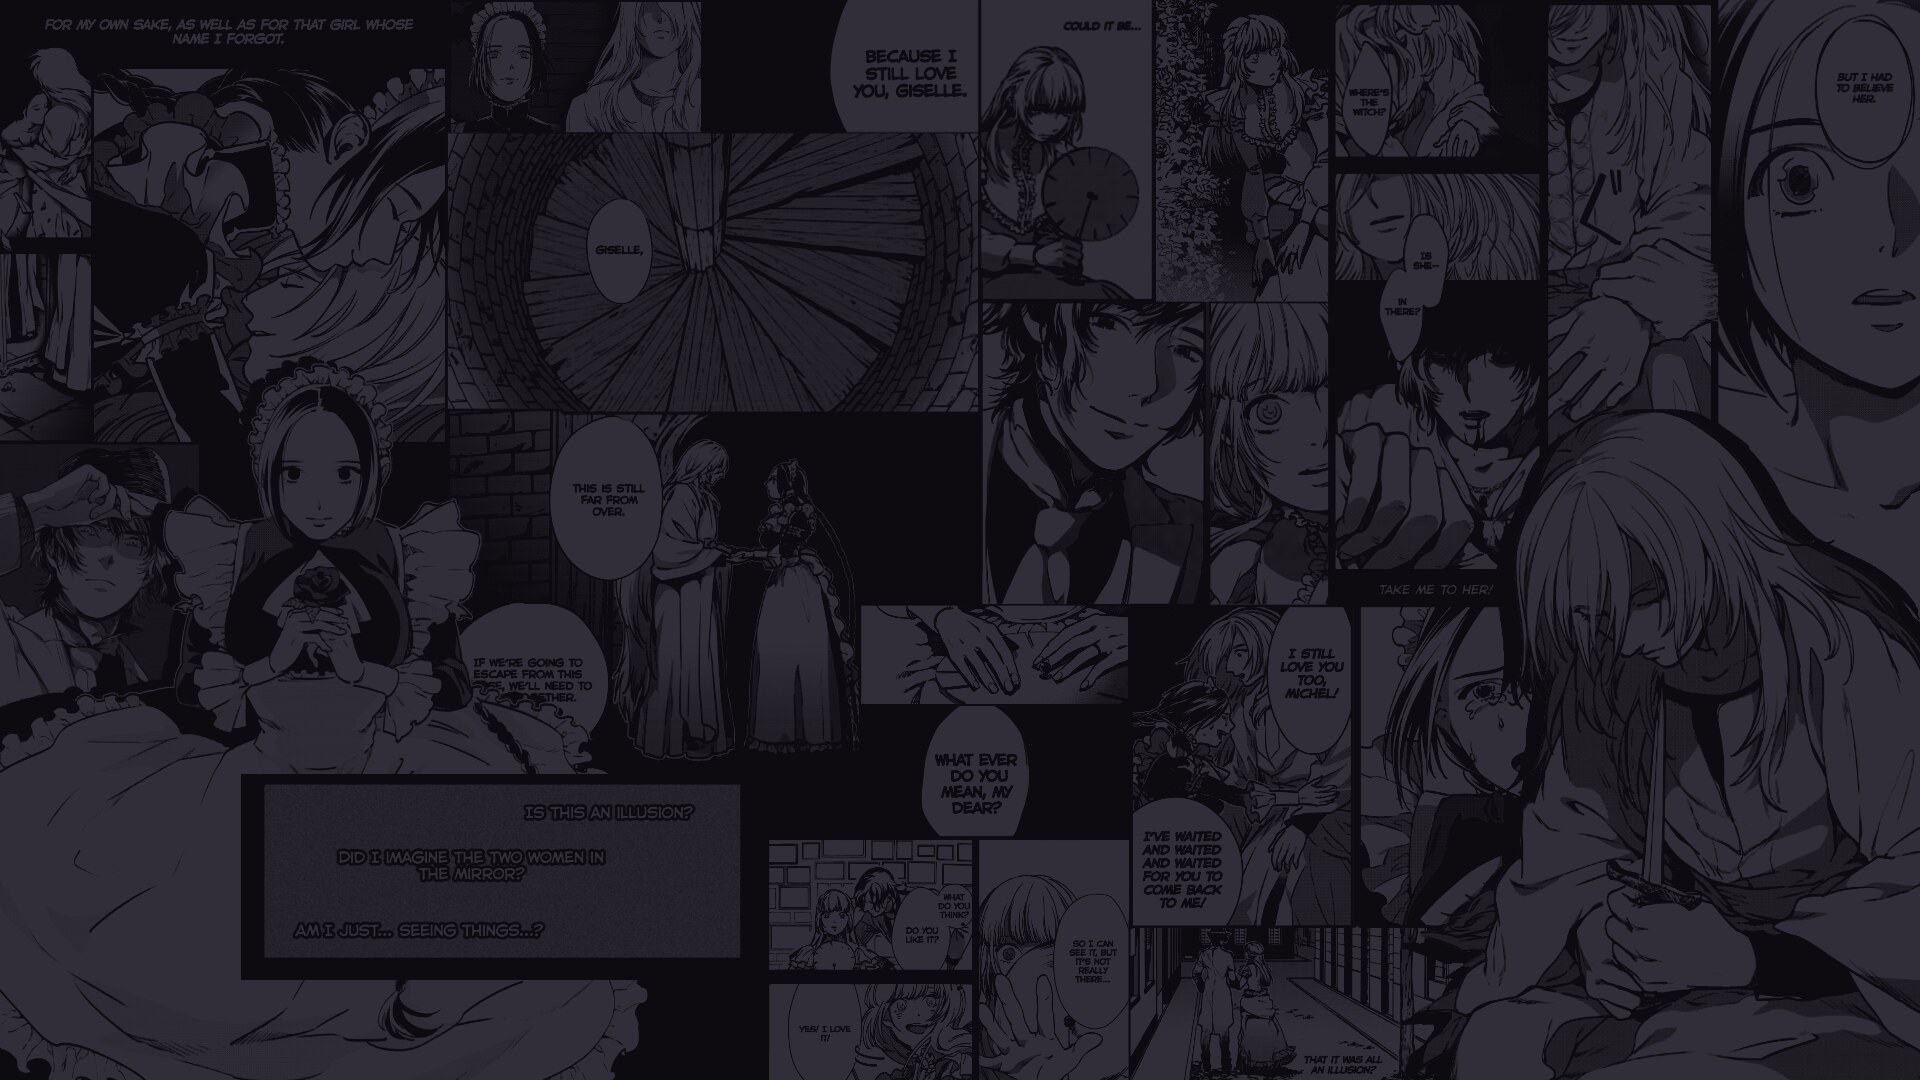 FOR MY OWN SAKE, AS WELL AS FOR THAT GIRL WHOSE
NAME I FORGOT.
BECAUSE I
STILL LOVE
YOU, GISELLE.
COULD IT BE...
WHERE'S
THE
WITCH?
BUT I HAD
TO BELIEVE
HER.
GISELLE,
IS
SHE--
IN
THERE?
THIS IS STILL
FAR FROM
OVER.
TAKE ME TO HER!
IF WE'RE GOING TO
ESCAPE FROM THIS
WE'LL NEED TO
I STILL
LOVE YOU
TOO,
MICHEL!
WHAT EVER
DO YOU
MEAN, MY
DEAR?
I'VE WAITED
AND WAITED
AND WAITED
FOR YOU TO
COME BACK
TO ME!
IS THIS AN ILLUSION?
DID I IMAGINE THE TWO WOMEN IN
THE MIRROR?
AM I JUST... SEEING THINGS...?
WHAT
DO YOU
THINK?
DO YOU
LIKE IT?
SO I CAN
SEE IT, BUT
IT'S NOT
REALLY
THERE...
YES! I LOVE
IT!
THAT IT WAS ALL
AN ILLUSION?